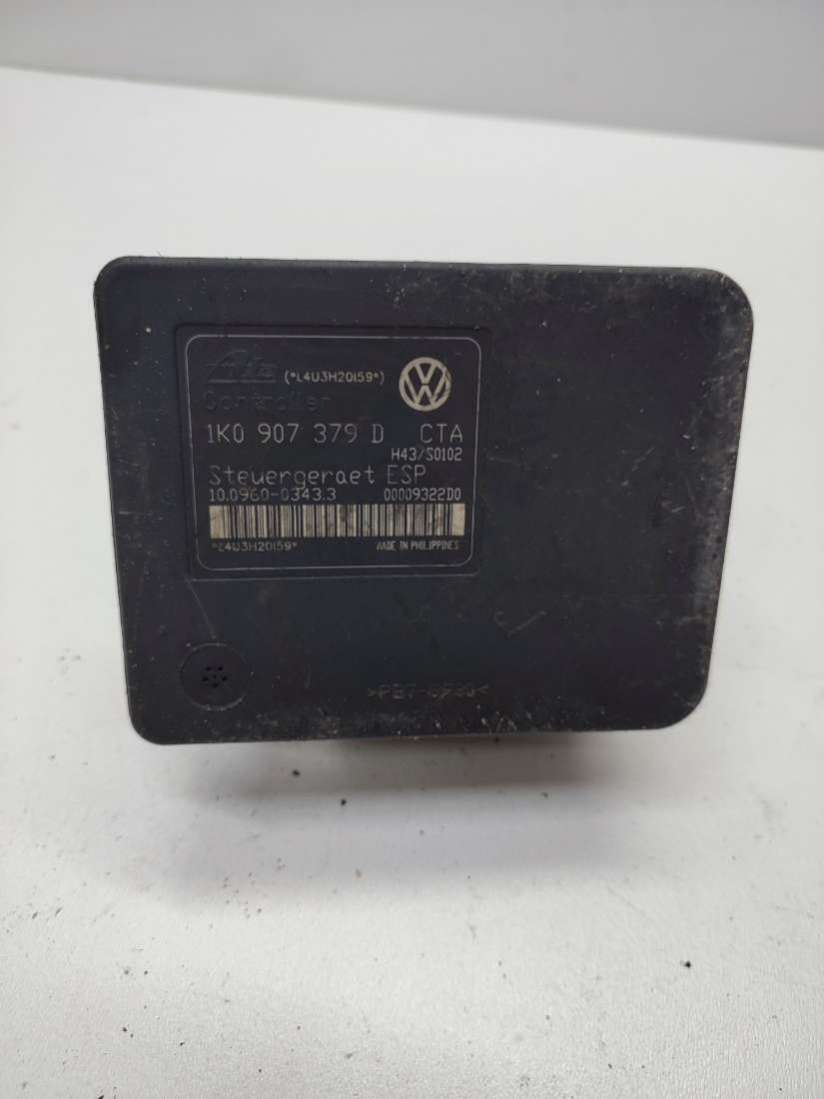 Ate (*L4U3H20159*)
Controller
1K0 907 379 D CTA
H43/S0102
Steuergeraet ESP
10.0960-0343.3 00009322D0
*L4U3H20159* MADE IN PHILIPPINES